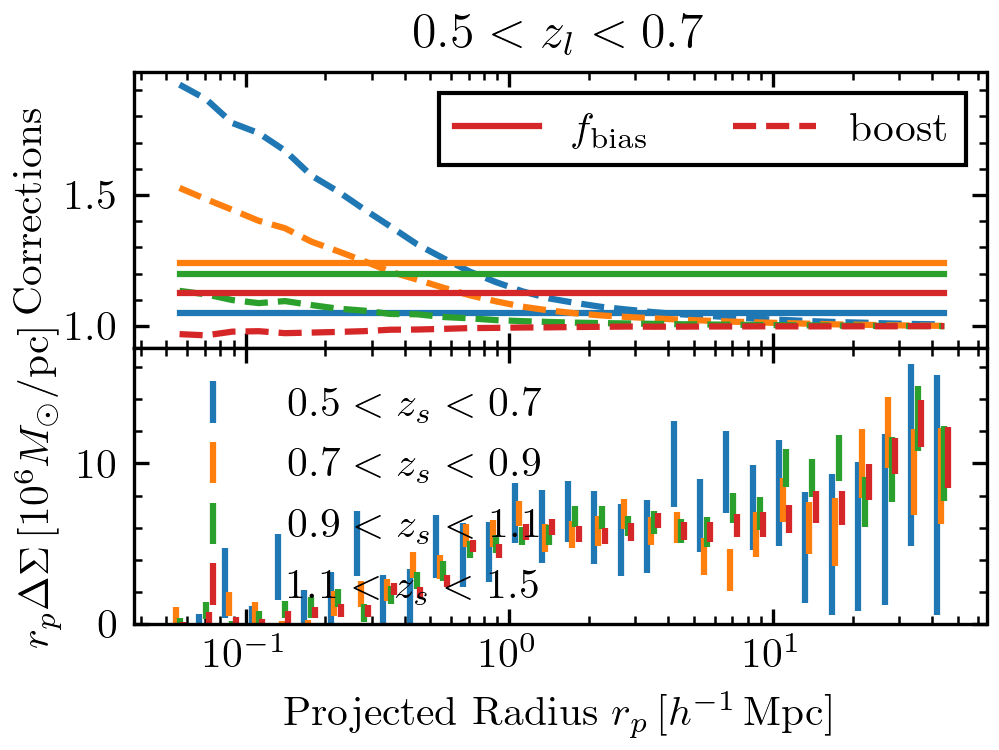 0.5 < z_l < 0.7
Corrections
1.5
1.0
f_bias
boost
r_p ΔΣ [10^6 M_⊙/pc]
10
0
0.5 < z_s < 0.7
0.7 < z_s < 0.9
0.9 < z_s < 1.1
1.1 < z_s < 1.5
10^−1
10^0
10^1
Projected Radius r_p [h^−1 Mpc]